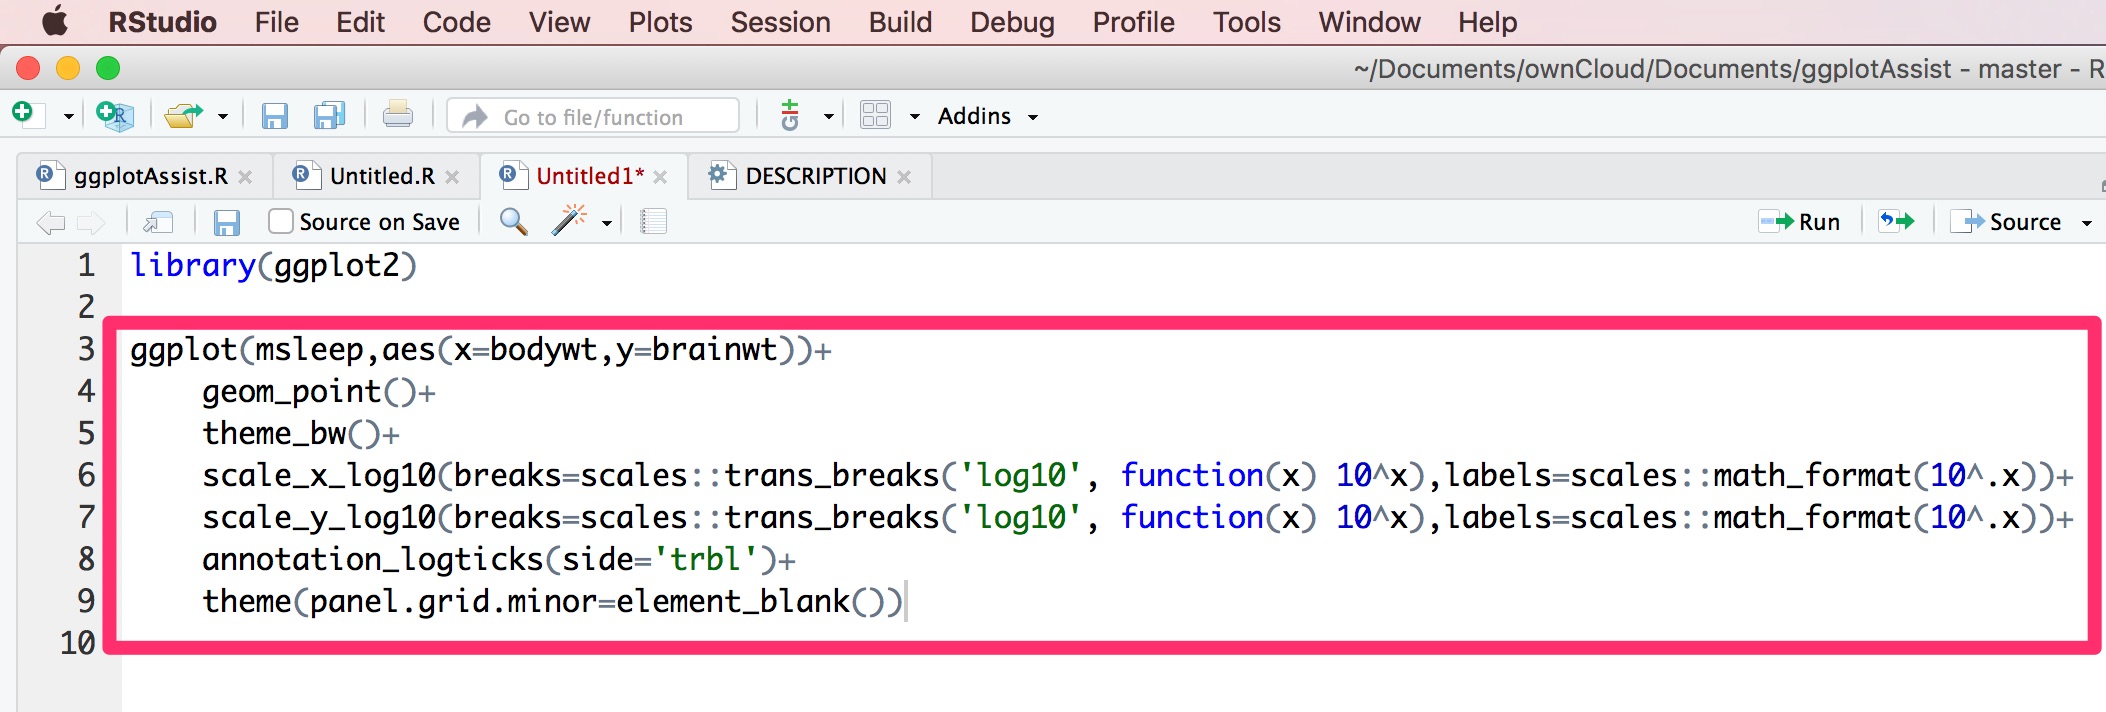 RStudio File Edit Code View Plots Session Build Debug Profile Tools Window Help
~/Documents/ownCloud/Documents/ggplotAssist - master - R
Go to file/function Git Addins
ggplotAssist.R Untitled.R Untitled1* DESCRIPTION
Source on Save Run Source
1 library(ggplot2)
2
3 ggplot(msleep,aes(x=bodywt,y=brainwt))+
4 geom_point()+
5 theme_bw()+
6 scale_x_log10(breaks=scales::trans_breaks('log10', function(x) 10^x),labels=scales::math_format(10^.x))+
7 scale_y_log10(breaks=scales::trans_breaks('log10', function(x) 10^x),labels=scales::math_format(10^.x))+
8 annotation_logticks(side='trbl')+
9 theme(panel.grid.minor=element_blank())
10